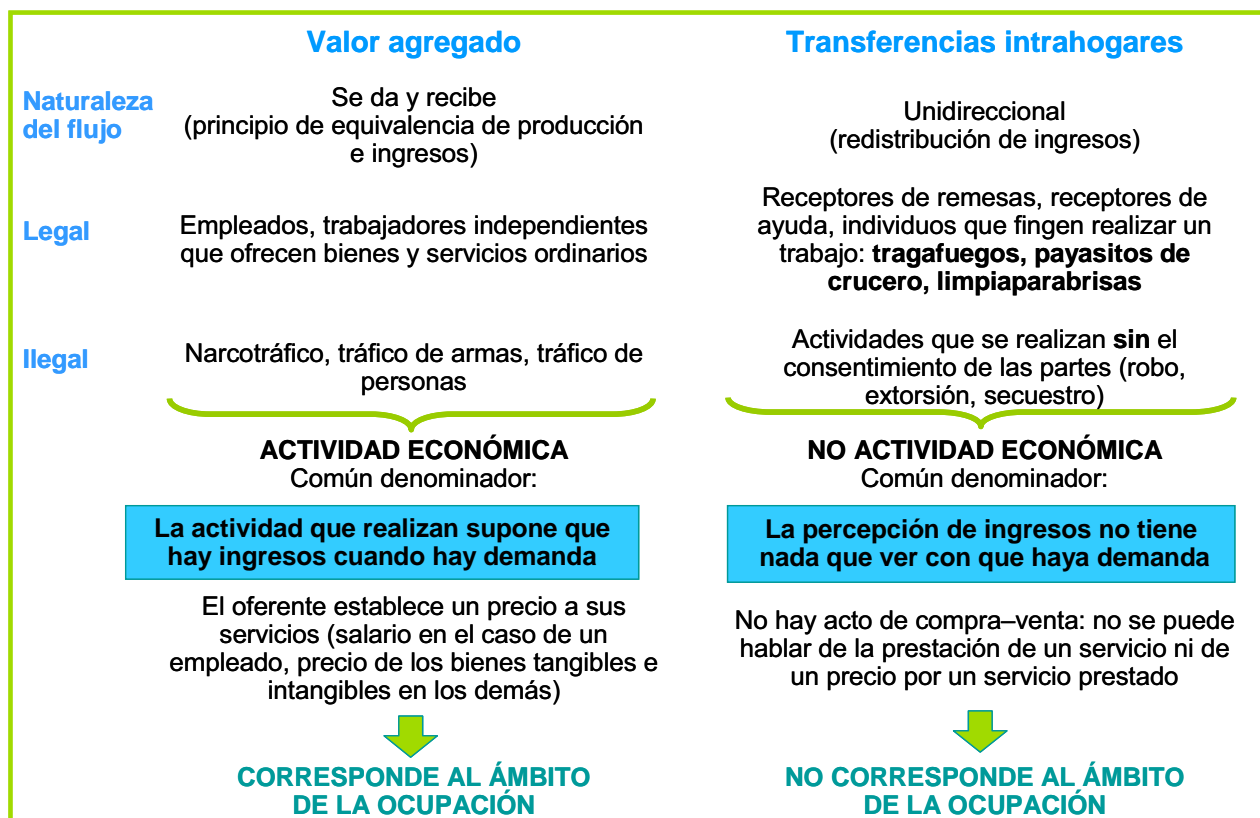 Valor agregado
Transferencias intrahogares
Naturaleza
del flujo
Se da y recibe
(principio de equivalencia de producción
e ingresos)
Unidireccional
(redistribución de ingresos)
Legal
Empleados, trabajadores independientes
que ofrecen bienes y servicios ordinarios
Receptores de remesas, receptores de
ayuda, individuos que fingen realizar un
trabajo: tragafuegos, payasitos de
crucero, limpiaparabrisas
Ilegal
Narcotráfico, tráfico de armas, tráfico de
personas
Actividades que se realizan sin el
consentimiento de las partes (robo,
extorsión, secuestro)
ACTIVIDAD ECONÓMICA
Común denominador:
La actividad que realizan supone que
hay ingresos cuando hay demanda
El oferente establece un precio a sus
servicios (salario en el caso de un
empleado, precio de los bienes tangibles e
intangibles en los demás)
CORRESPONDE AL ÁMBITO
DE LA OCUPACIÓN
NO ACTIVIDAD ECONÓMICA
Común denominador:
La percepción de ingresos no tiene
nada que ver con que haya demanda
No hay acto de compra–venta: no se puede
hablar de la prestación de un servicio ni de
un precio por un servicio prestado
NO CORRESPONDE AL ÁMBITO
DE LA OCUPACIÓN